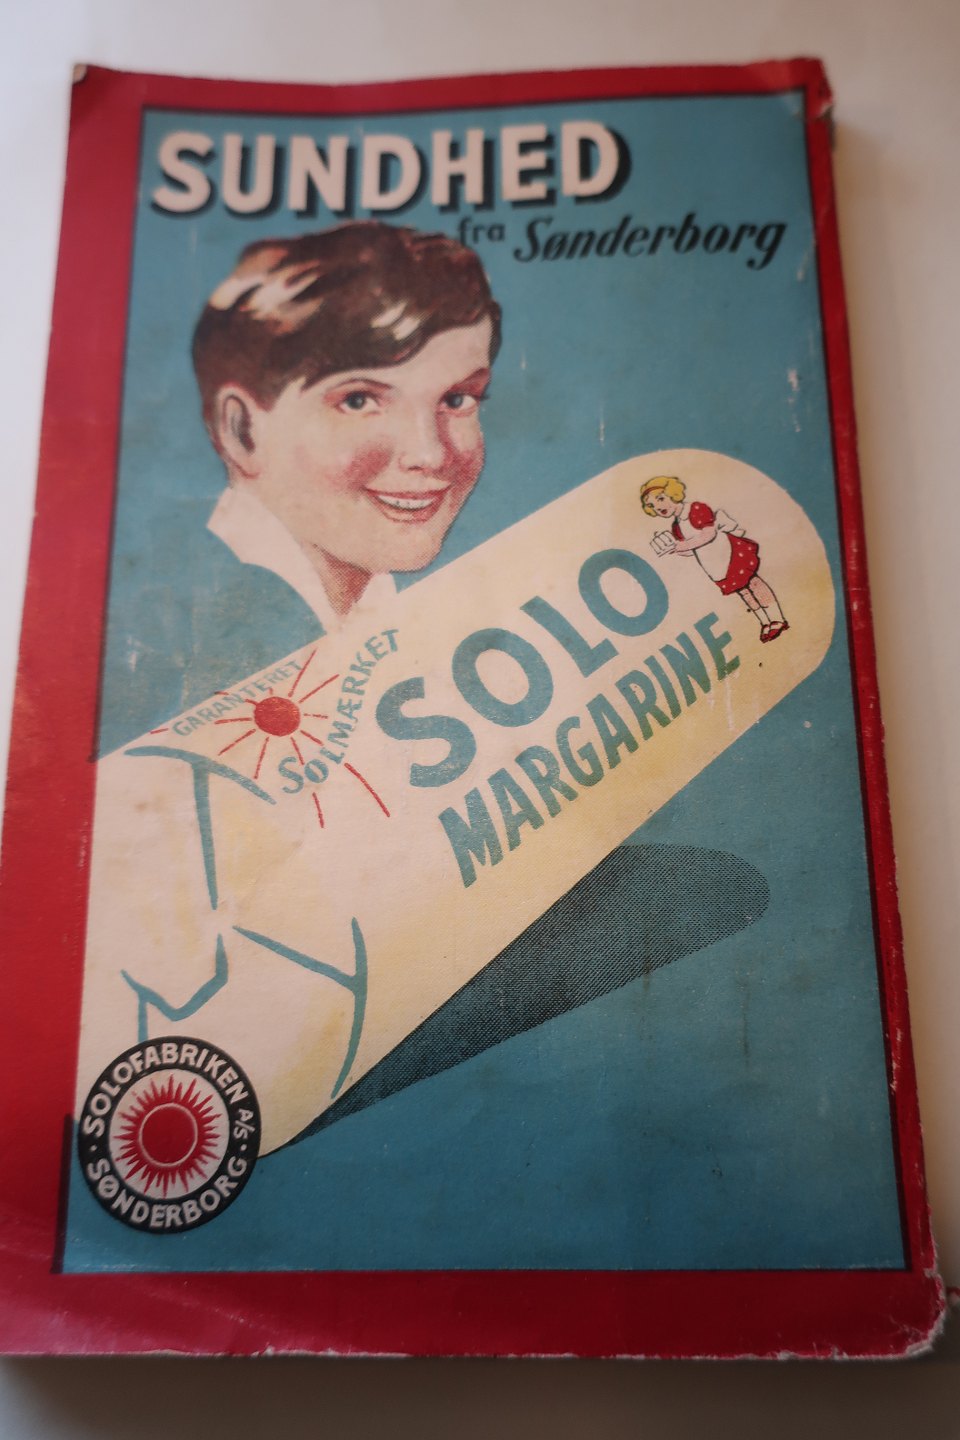 SUNDHED
fra Sønderborg
GARANTERET
SOLMÆRKET
SOLO
MARGARINE
SOLOFABRIKEN A/S
SØNDERBORG